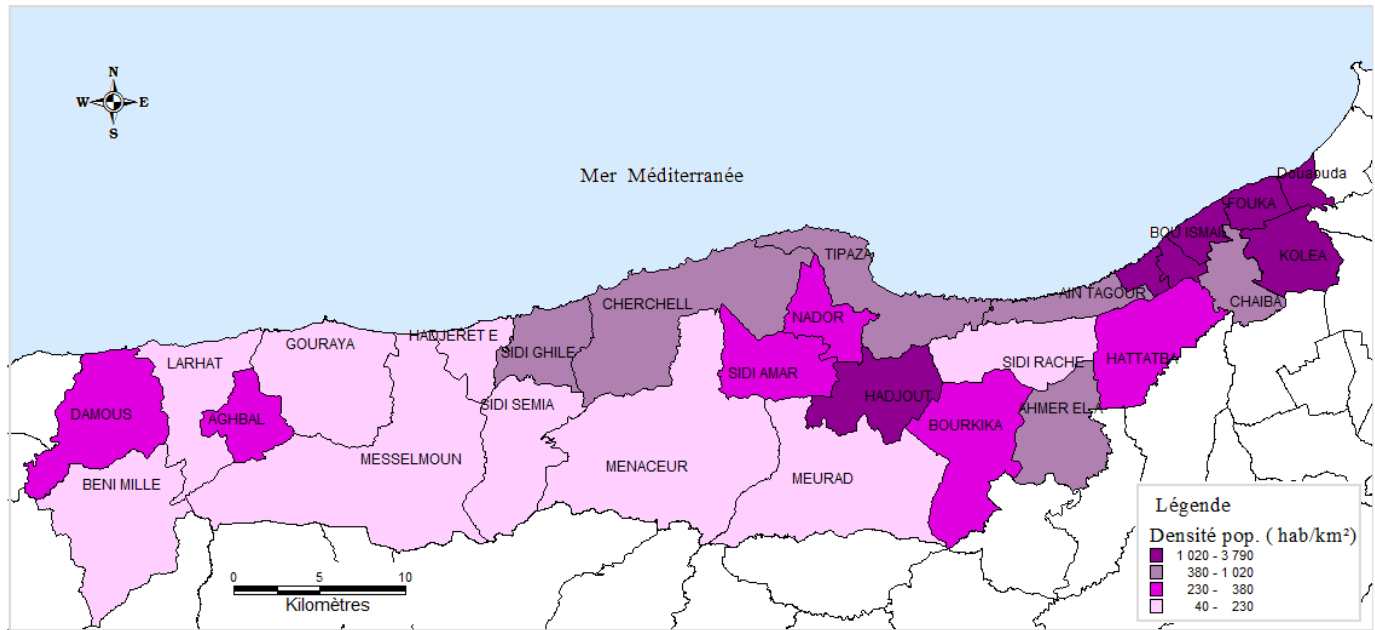 N
W E
S
Mer Méditerranée
Douaouda
FOUKA
BOU ISMAIL
KOLEA
TIPAZA
AIN TAGOUR
CHAIBA
CHERCHELL
NADOR
HADJERET E
GOURAYA
SIDI GHILE
LARHAT
SIDI RACHE
HATTATBA
SIDI AMAR
HADJOUT
DAMOUS
AGHBAL
SIDI SEMIA
AHMER ELA
BOURKIKA
MESSELMOUN
MENACEUR
MEURAD
BENI MILLE
Légende
Densité pop. ( hab/km²)
1 020 - 3 790
380 - 1 020
230 - 380
40 - 230
0 5 10
Kilomètres